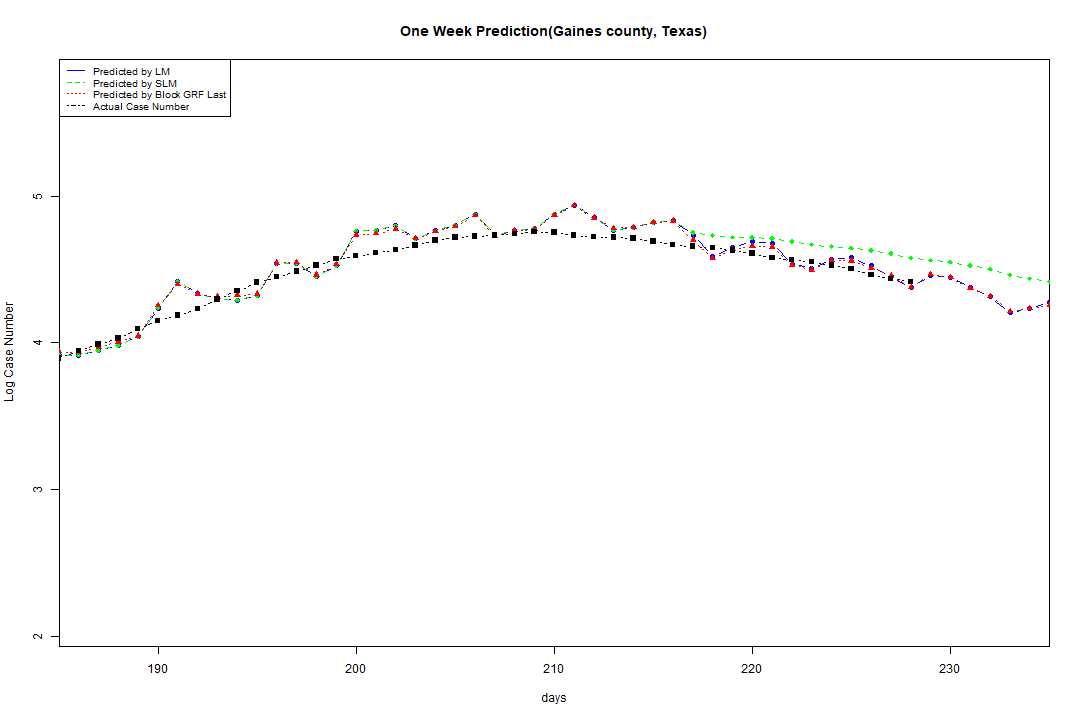 One Week Prediction(Gaines county, Texas)
Predicted by LM
Predicted by SLM
Predicted by Block GRF Last
Actual Case Number
5
4
3
2
Log Case Number
190 200 210 220 230
days